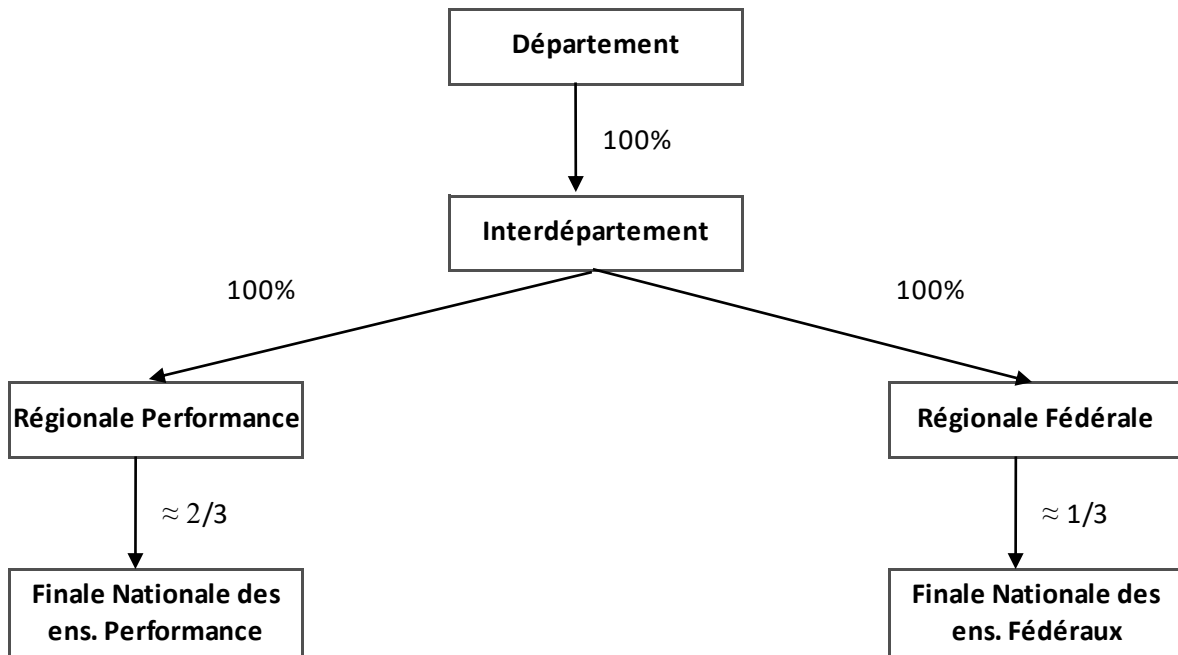 Département
100%
Interdépartement
100%
100%
Régionale Performance
Régionale Fédérale
≈ 2/3
≈ 1/3
Finale Nationale des
ens. Performance
Finale Nationale des
ens. Fédéraux